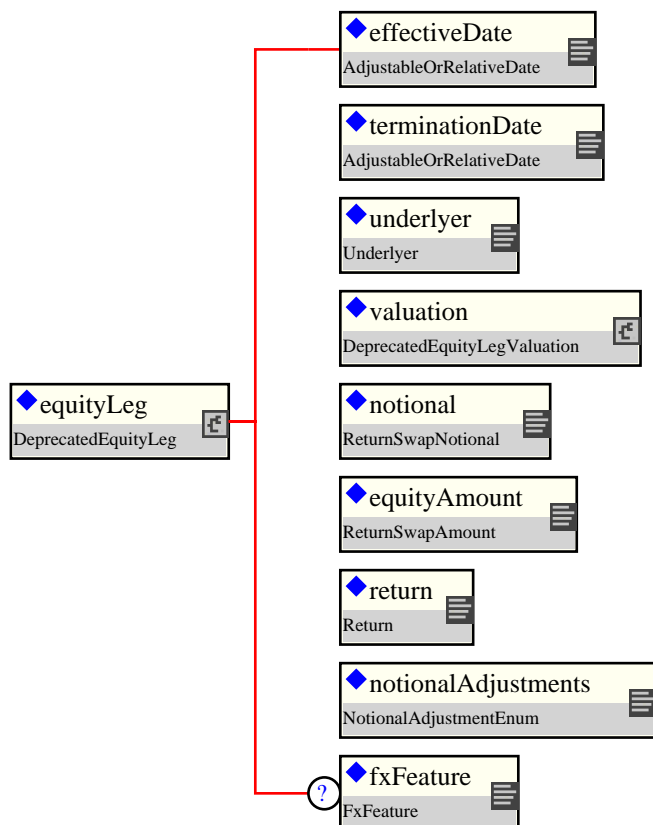 effectiveDate
AdjustableOrRelativeDate
terminationDate
AdjustableOrRelativeDate
underlyer
Underlyer
valuation
DeprecatedEquityLegValuation
equityLeg
DeprecatedEquityLeg
notional
ReturnSwapNotional
equityAmount
ReturnSwapAmount
return
Return
notionalAdjustments
NotionalAdjustmentEnum
?
fxFeature
FxFeature